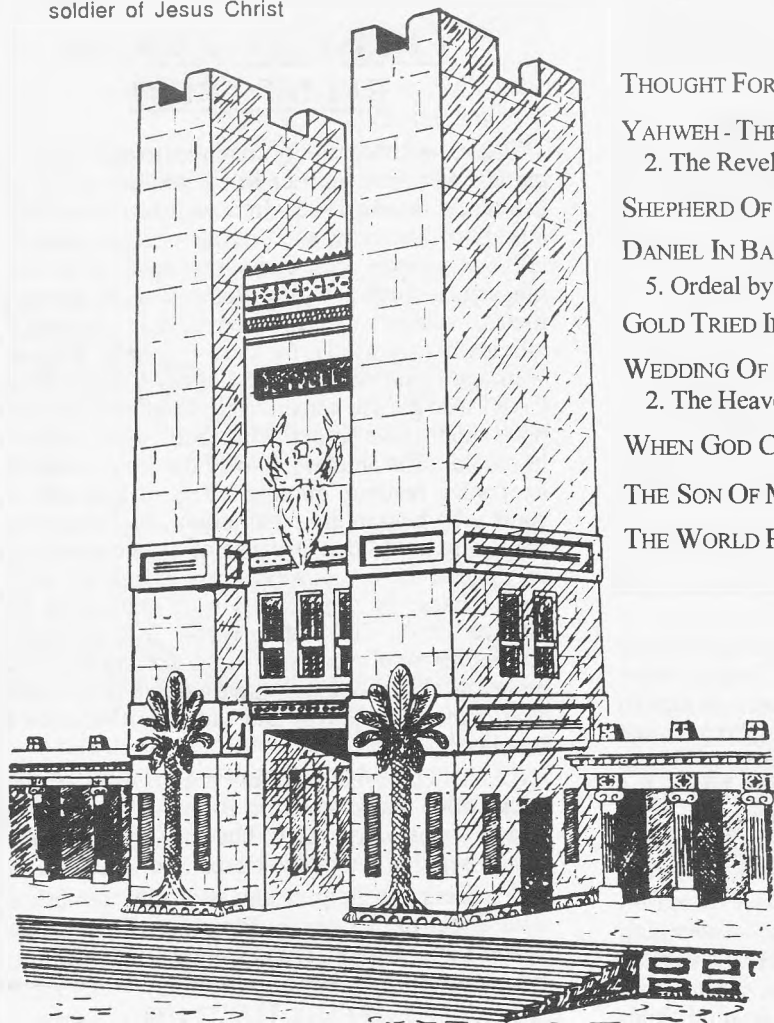 soldier of Jesus Christ
THOUGHT FOR
YAHWEH - THE
2. The Revel
SHEPHERD OF
DANIEL IN BA
5. Ordeal by
GOLD TRIED I
WEDDING OF
2. The Heave
WHEN GOD C
THE SON OF M
THE WORLD P